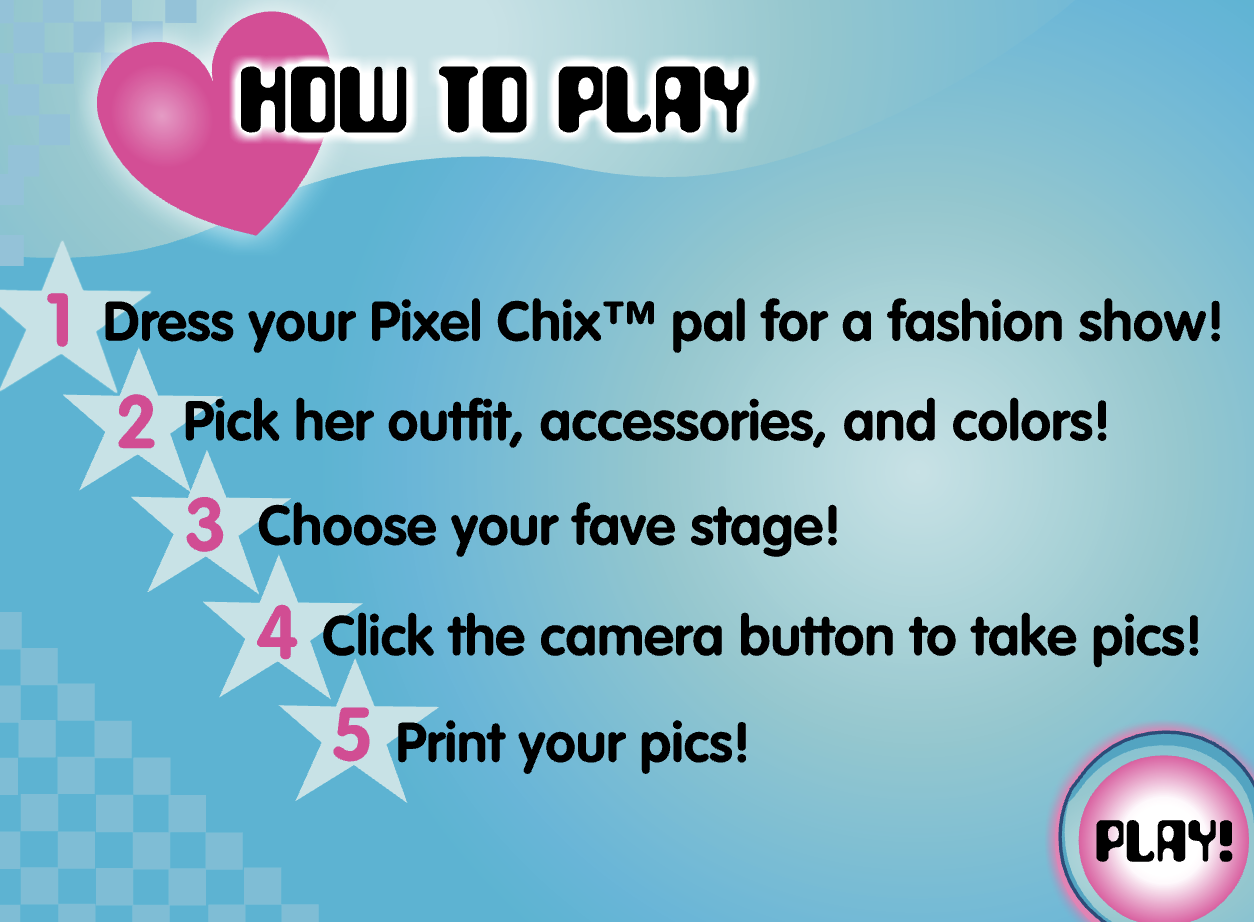 HOW TO PLAY
1 Dress your Pixel Chix™ pal for a fashion show!
2 Pick her outfit, accessories, and colors!
3 Choose your fave stage!
4 Click the camera button to take pics!
5 Print your pics!
PLAY!